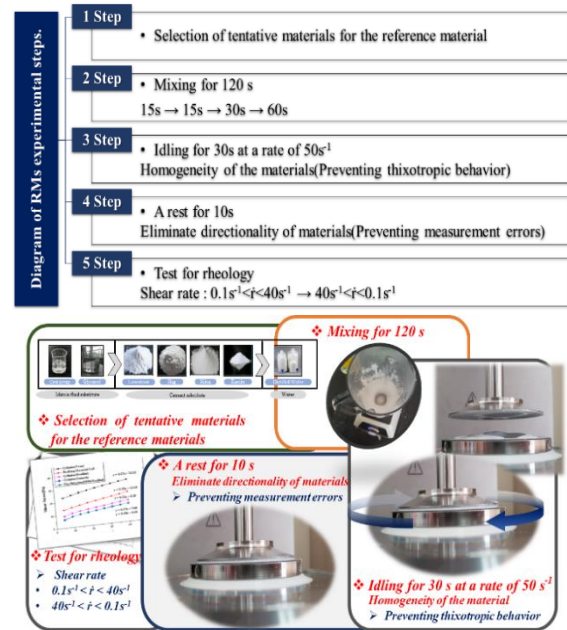 Diagram of RMs experimental steps.
1 Step
• Selection of tentative materials for the reference material
2 Step
• Mixing for 120 s
15s → 15s → 30s → 60s
3 Step
• Idling for 30s at a rate of 50s⁻¹
Homogeneity of the materials(Preventing thixotropic behavior)
4 Step
• A rest for 10s
Eliminate directionality of materials(Preventing measurement errors)
5 Step
• Test for rheology
Shear rate : 0.1s⁻¹<ṙ<40s⁻¹ → 40s⁻¹<ṙ<0.1s⁻¹
❖ Selection of tentative materials
for the reference materials
❖ Mixing for 120 s
❖ Idling for 30 s at a rate of 50 s⁻¹
Homogeneity of the material
➢ Preventing thixotropic behavior
❖ A rest for 10 s
Eliminate directionality of materials
➢ Preventing measurement errors
❖ Test for rheology
➢ Shear rate
• 0.1s⁻¹ < ṙ < 40s⁻¹
• 40s⁻¹ < ṙ < 0.1s⁻¹